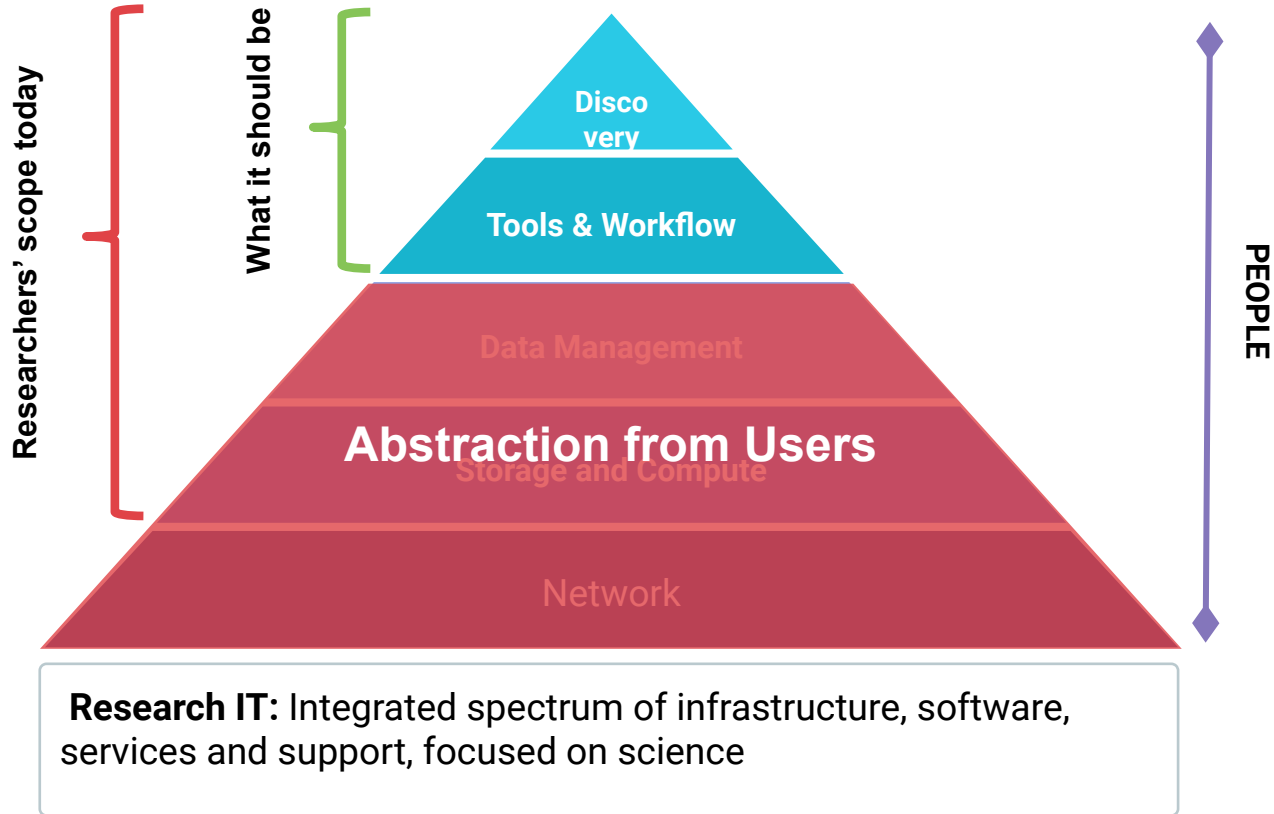 Researchers’ scope today
What it should be
Disco
very
Tools & Workflow
Data Management
Abstraction from Users
Storage and Compute
Network
PEOPLE
Research IT: Integrated spectrum of infrastructure, software,
services and support, focused on science